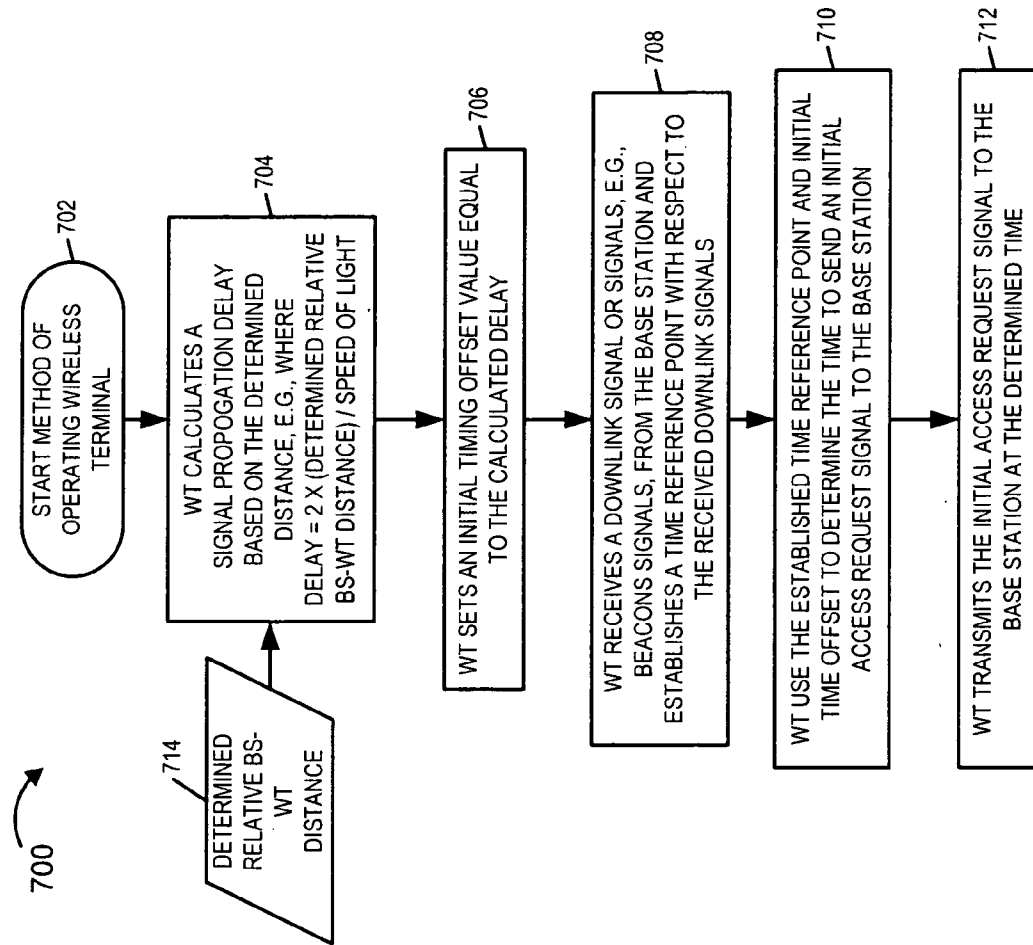 700
START METHOD OF
OPERATING WIRELESS
TERMINAL
702
714
DETERMINED
RELATIVE BS-
WT
DISTANCE
WT CALCULATES A
SIGNAL PROPOGATION DELAY
BASED ON THE DETERMINED
DISTANCE, E.G., WHERE
DELAY = 2 X (DETERMINED RELATIVE
BS-WT DISTANCE) / SPEED OF LIGHT
704
WT SETS AN INITIAL TIMING OFFSET VALUE EQUAL
TO THE CALCULATED DELAY
706
WT RECEIVES A DOWNLINK SIGNAL OR SIGNALS, E.G.,
BEACONS SIGNALS, FROM THE BASE STATION AND
ESTABLISHES A TIME REFERENCE POINT WITH RESPECT TO
THE RECEIVED DOWNLINK SIGNALS
708
WT USE THE ESTABLISHED TIME REFERENCE POINT AND INITIAL
TIME OFFSET TO DETERMINE THE TIME TO SEND AN INITIAL
ACCESS REQUEST SIGNAL TO THE BASE STATION
710
WT TRANSMITS THE INITIAL ACCESS REQUEST SIGNAL TO THE
BASE STATION AT THE DETERMINED TIME
712